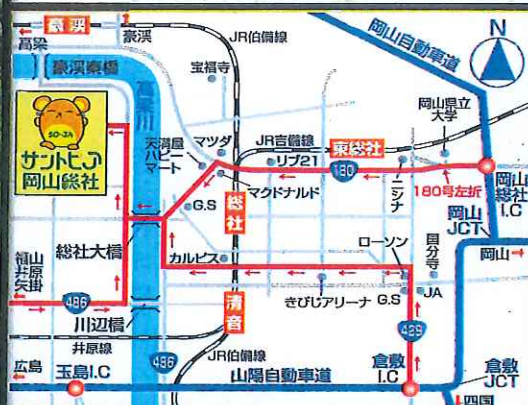 豪渓
高梁
豪渓
JR伯備線
岡山自動車道
N
豪渓秦橋
高梁川
宝福寺
岡山県立
大学
SO-JA
サントピア
岡山総社
天満屋
ハピー
マート
マツダ
JR吉備線
リブ21
東総社
180
ニシナ
180号左折
岡山
総社
I.C
マクドナルド
G.S
総社
岡山
JCT
総社大橋
カルピス
ローソン
国分寺
岡山
福山
井原
矢掛
486
きびじアリーナ
G.S
JA
川辺橋
清音
429
井原線
486
JR伯備線
広島
玉島I.C
山陽自動車道
倉敷
I.C
倉敷
JCT
四国